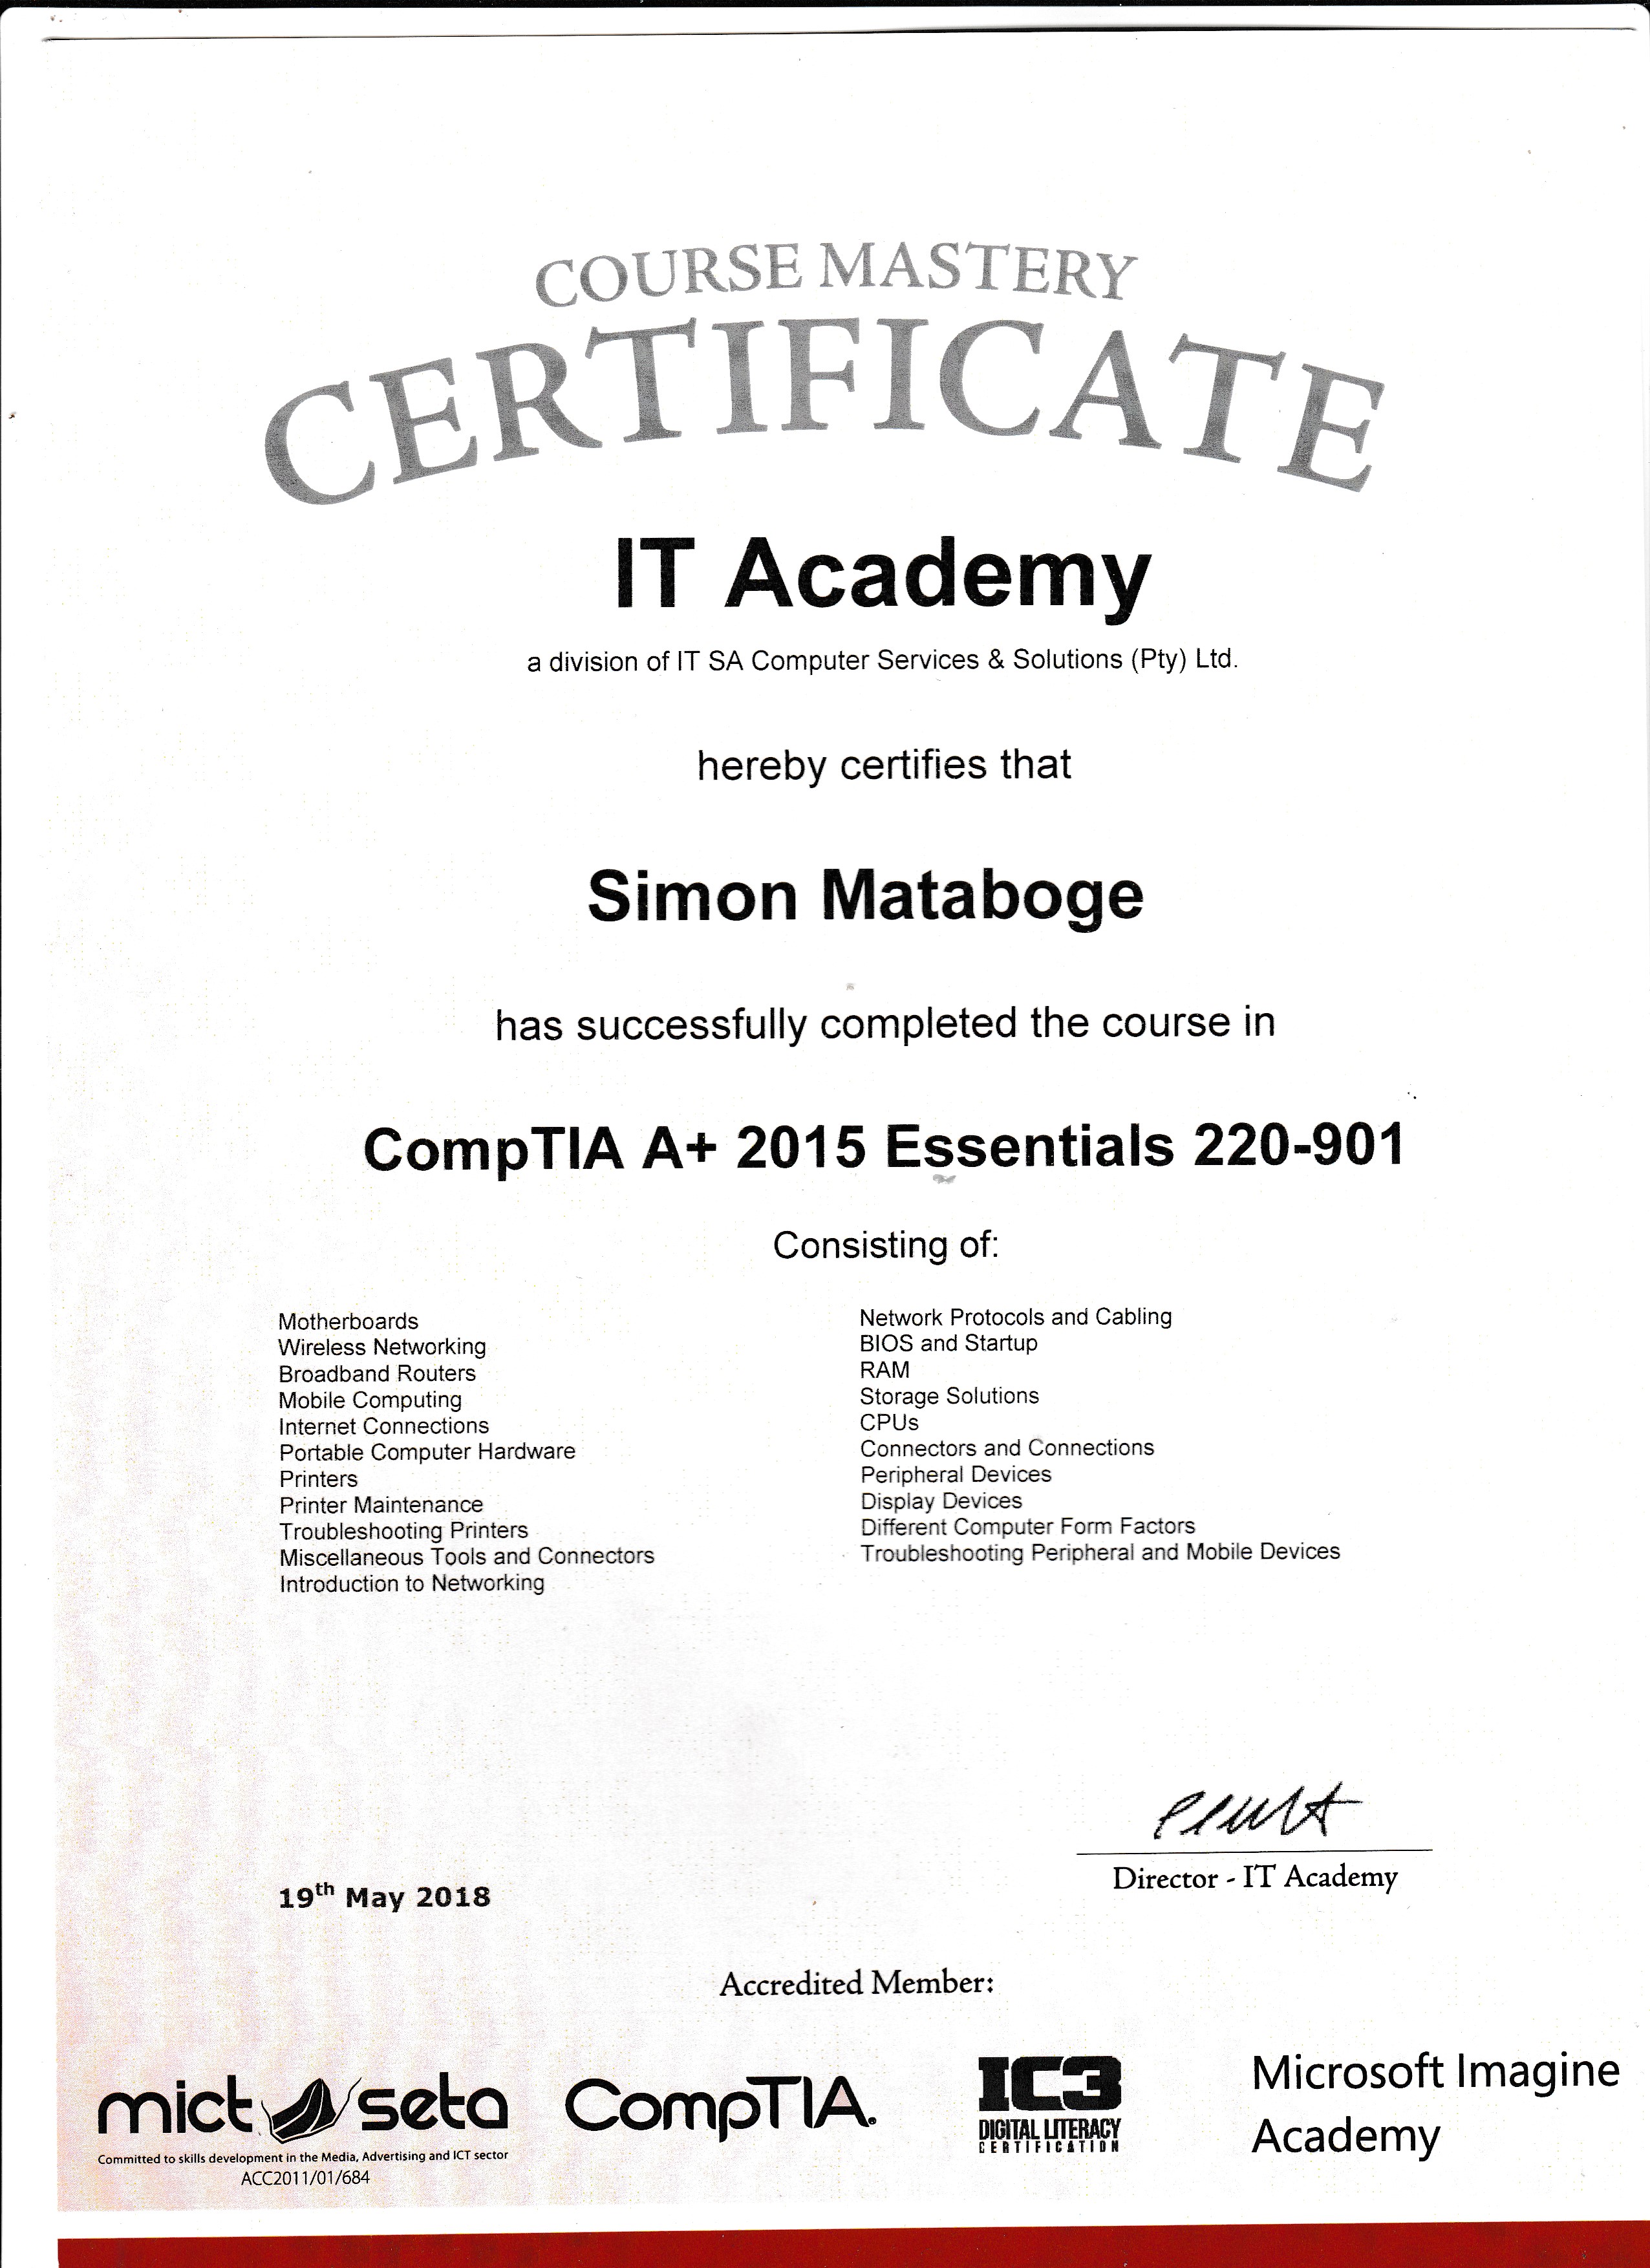 COURSE MASTERY
CERTIFICATE
IT Academy
a division of IT SA Computer Services & Solutions (Pty) Ltd.
hereby certifies that
Simon Mataboge
has successfully completed the course in
CompTIA A+ 2015 Essentials 220-901
Consisting of:
Motherboards
Wireless Networking
Broadband Routers
Mobile Computing
Internet Connections
Portable Computer Hardware
Printers
Printer Maintenance
Troubleshooting Printers
Miscellaneous Tools and Connectors
Introduction to Networking
Network Protocols and Cabling
BIOS and Startup
RAM
Storage Solutions
CPUs
Connectors and Connections
Peripheral Devices
Display Devices
Different Computer Form Factors
Troubleshooting Peripheral and Mobile Devices
Director - IT Academy
19th May 2018
Accredited Member:
mict seta
Committed to skills development in the Media, Advertising and ICT sector
ACC2011/01/684
CompTIA.
IC3
DIGITAL LITERACY
CERTIFICATION
Microsoft Imagine
Academy